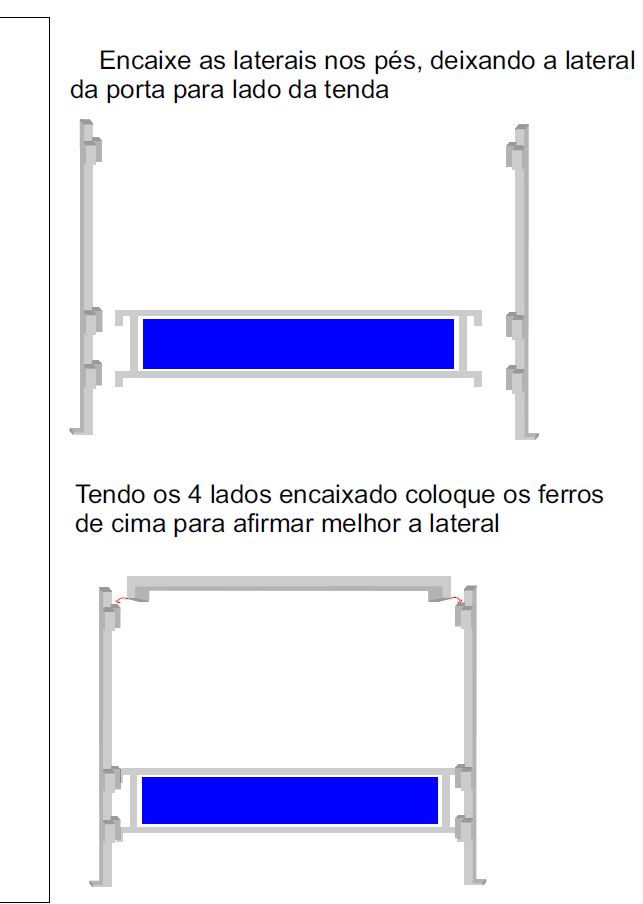 Encaixe as laterais nos pés, deixando a lateral
da porta para lado da tenda
Tendo os 4 lados encaixado coloque os ferros
de cima para afirmar melhor a lateral